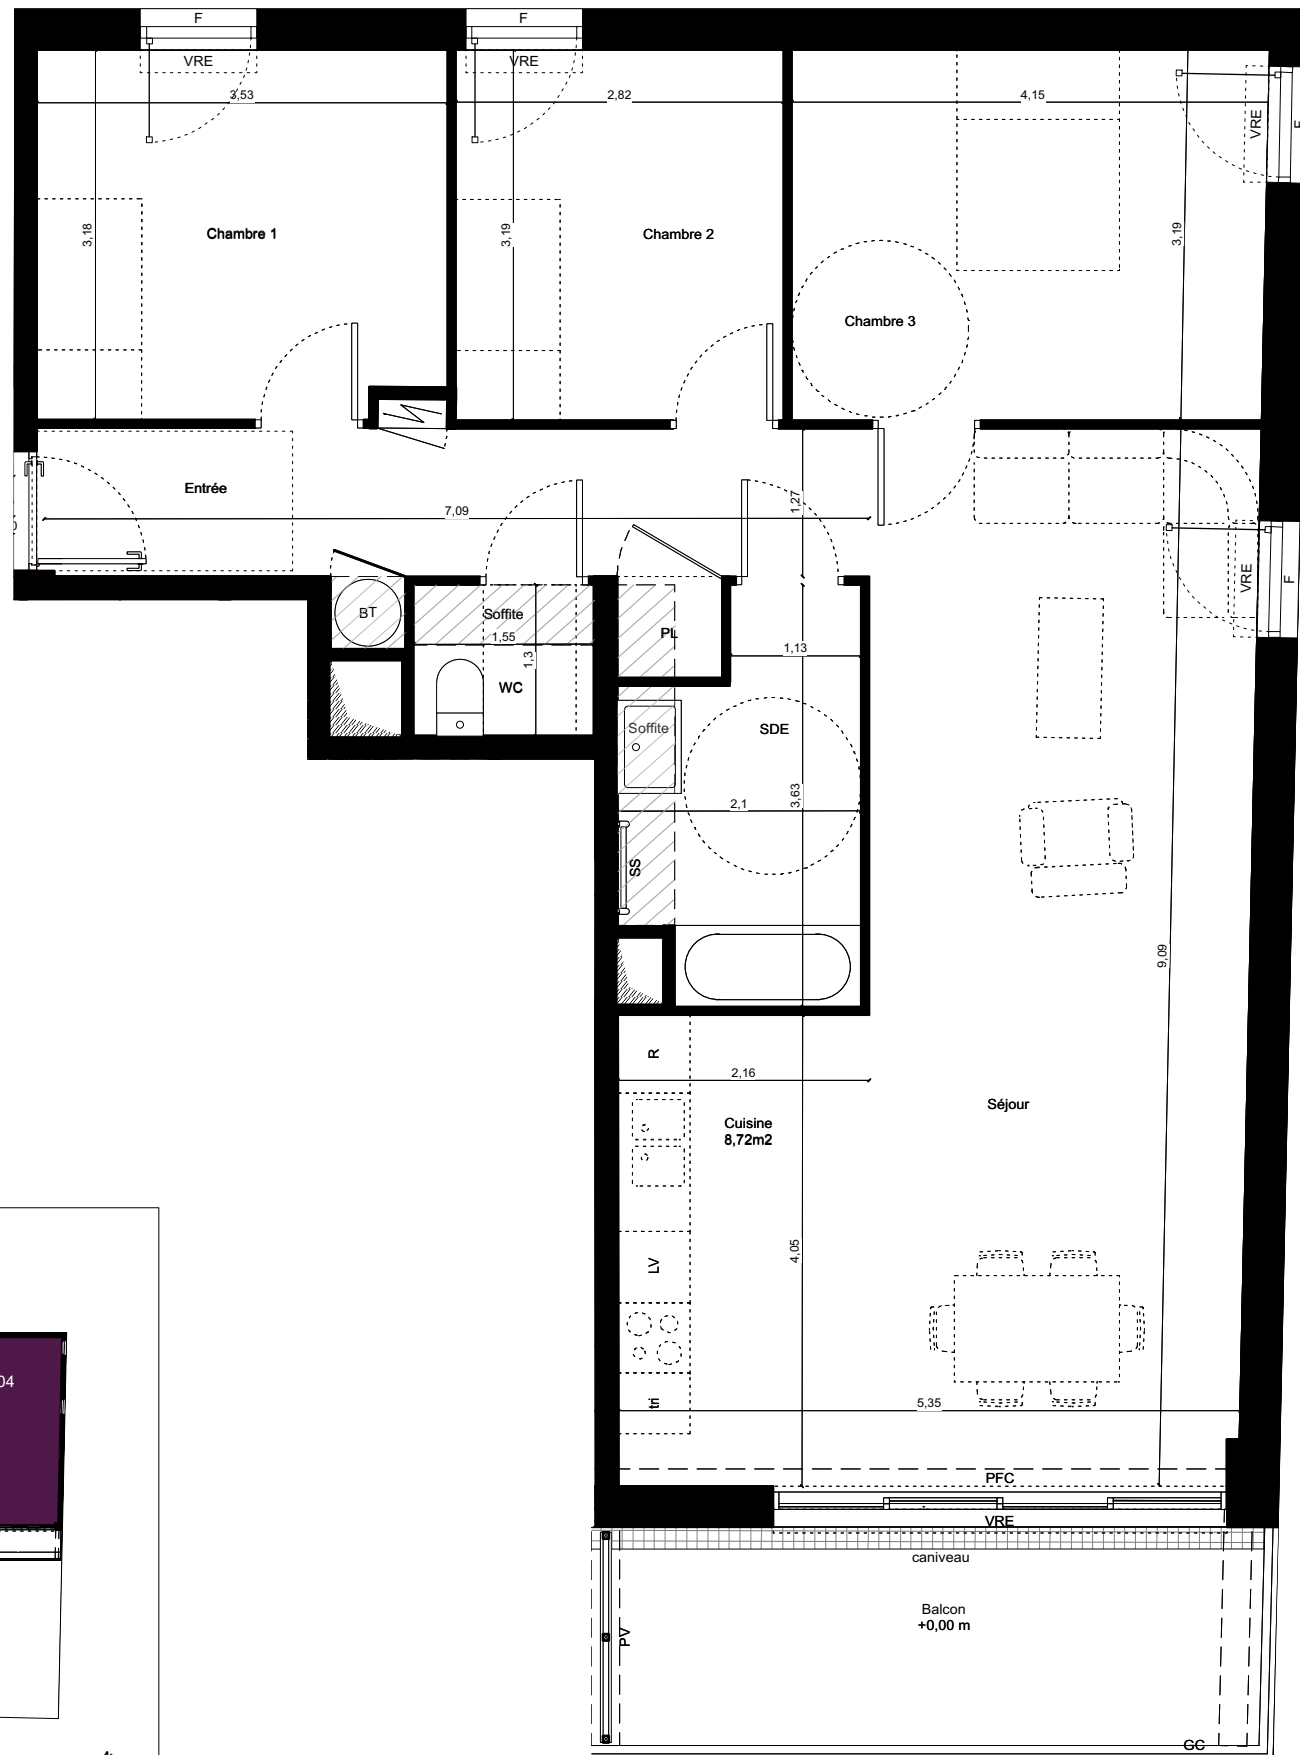 F
F
VRE
VRE
VRE
3,53
2,82
4,15
3,18
3,19
3,19
Chambre 1
Chambre 2
Chambre 3
Entrée
7,09
1,27
VRE
F
BT
Soffite
1,55
1,3
WC
PL
1,13
Soffite
SDE
2,1
3,63
SS
9,09
R
2,16
Cuisine
8,72m2
Séjour
LV
4,05
tri
5,35
04
PFC
VRE
caniveau
Balcon
+0,00 m
PV
GC